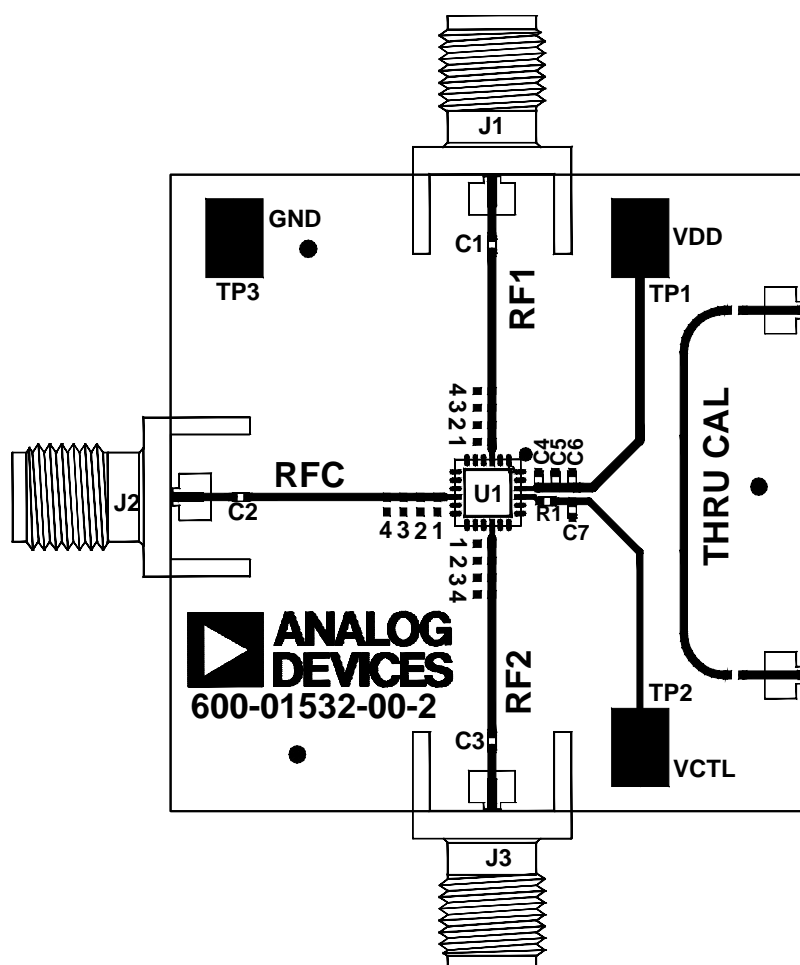 J1
GND
TP3
C1
RF1
VDD
TP1
4
3
2
1
C4
C5
C6
THRU CAL
RFC
U1
J2
C2
4 3 2 1
R1
C7
1
2
3
4
ANALOG
DEVICES
600-01532-00-2
RF2
TP2
C3
VCTL
J3